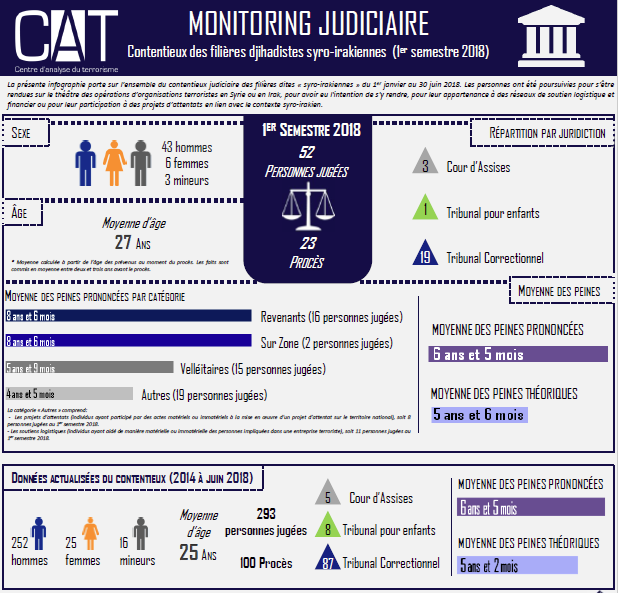 CAT
Centre d'analyse du terrorisme
MONITORING JUDICIAIRE
Contentieux des filières djihadistes syro-irakiennes (1er semestre 2018)
La présente infographie porte sur l'ensemble du contentieux judiciaire des filières dites « syro-irakiennes » du 1er janvier au 30 juin 2018. Les personnes ont été poursuivies pour s'être
rendues sur le théâtre des opérations d'organisations terroristes en Syrie ou en Irak, pour avoir eu l'intention de s'y rendre, pour leur appartenance à des réseaux de soutien logistique et
financier ou pour leur participation à des projets d'attentats en lien avec le contexte syro-irakien.
SEXE
43 hommes
6 femmes
3 mineurs
1ER SEMESTRE 2018
52
PERSONNES JUGÉES
23
PROCÈS
RÉPARTITION PAR JURIDICTION
3 Cour d'Assises
1 Tribunal pour enfants
19 Tribunal Correctionnel
ÂGE
Moyenne d'âge
27 ANS
* Moyenne calculée à partir de l'âge des prévenus au moment du procès. Les faits sont
commis en moyenne entre deux et trois ans avant le procès.
MOYENNE DES PEINES PRONONCÉES PAR CATÉGORIE
8 ans et 6 mois Revenants (16 personnes jugées)
8 ans et 6 mois Sur Zone (2 personnes jugées)
5 ans et 9 mois Velléitaires (15 personnes jugées)
4 ans et 5 mois Autres (19 personnes jugées)
La catégorie « Autres » comprend:
- Les projets d'attentats (individus ayant participé par des actes matériels ou immatériels à la mise en œuvre d'un projet d'attentat sur le territoire national), soit 8
personnes jugées au 1er semestre 2018.
- Les soutiens logistiques (individus ayant aidé de manière matérielle ou immatérielle des personnes impliquées dans une entreprise terroriste), soit 11 personnes jugées au
1er semestre 2018.
MOYENNE DES PEINES
MOYENNE DES PEINES PRONONCÉES
6 ans et 5 mois
MOYENNE DES PEINES THÉORIQUES
5 ans et 6 mois
DONNÉES ACTUALISÉES DU CONTENTIEUX (2014 À JUIN 2018)
252
hommes
25
femmes
16
mineurs
Moyenne
d'âge
25 ANS
293
personnes jugées
100 Procès
5 Cour d'Assises
8 Tribunal pour enfants
87 Tribunal Correctionnel
MOYENNE DES PEINES PRONONCÉES
6 ans et 5 mois
MOYENNE DES PEINES THÉORIQUES
5 ans et 2 mois